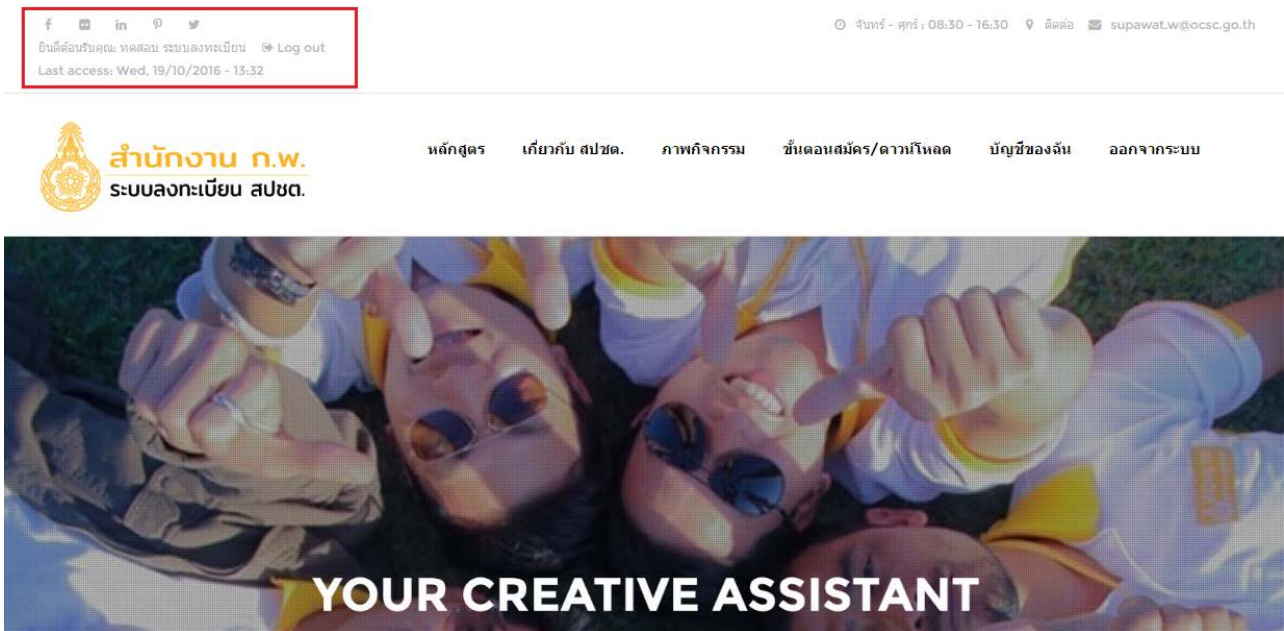 ยินดีต้อนรับคุณ: ทดสอบ ระบบลงทะเบียน Log out
Last access: Wed, 19/10/2016 - 13:32
จันทร์ - ศุกร์ : 08:30 - 16:30 ติดต่อ supawat.w@ocsc.go.th
สำนักงาน ก.พ.
ระบบลงทะเบียน สปชต.
หลักสูตร เกี่ยวกับ สปชต. ภาพกิจกรรม ขั้นตอนสมัคร/ดาวน์โหลด บัญชีของฉัน ออกจากระบบ
YOUR CREATIVE ASSISTANT